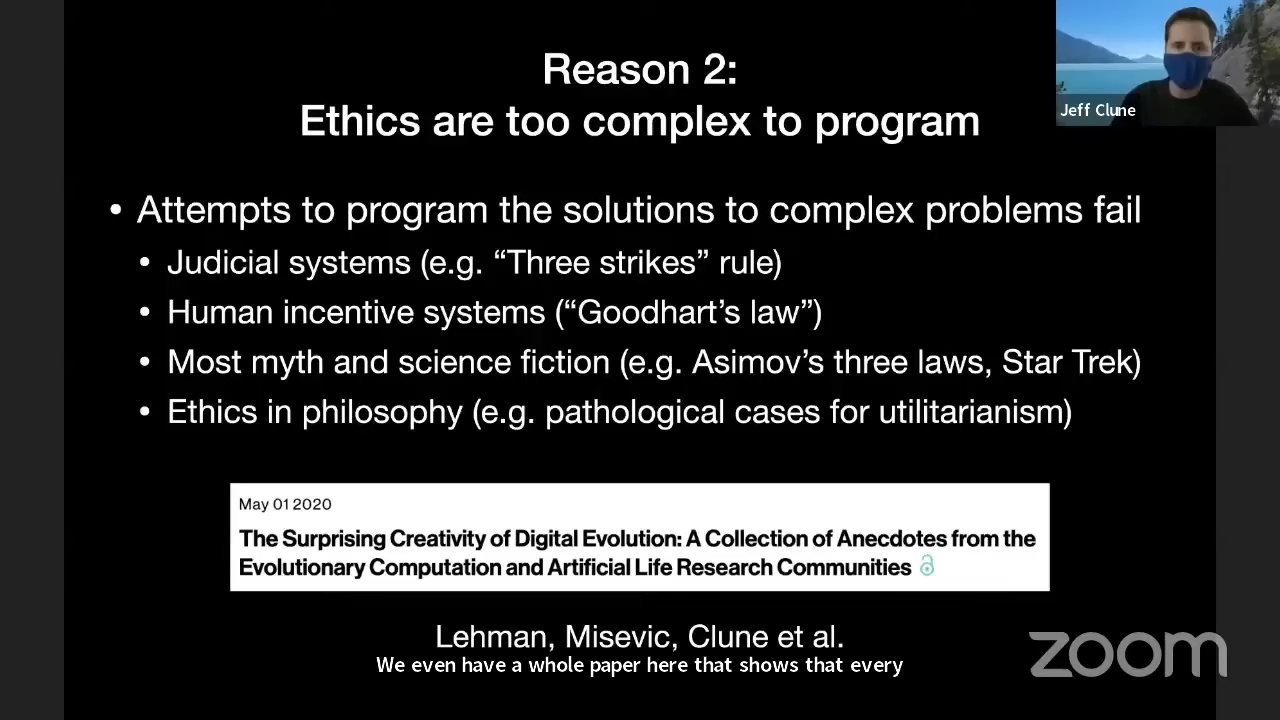 Reason 2:
Ethics are too complex to program
Jeff Clune
• Attempts to program the solutions to complex problems fail
• Judicial systems (e.g. “Three strikes” rule)
• Human incentive systems (“Goodhart’s law”)
• Most myth and science fiction (e.g. Asimov’s three laws, Star Trek)
• Ethics in philosophy (e.g. pathological cases for utilitarianism)
May 01 2020
The Surprising Creativity of Digital Evolution: A Collection of Anecdotes from the
Evolutionary Computation and Artificial Life Research Communities
Lehman, Misevic, Clune et al.
We even have a whole paper here that shows that every
zoom